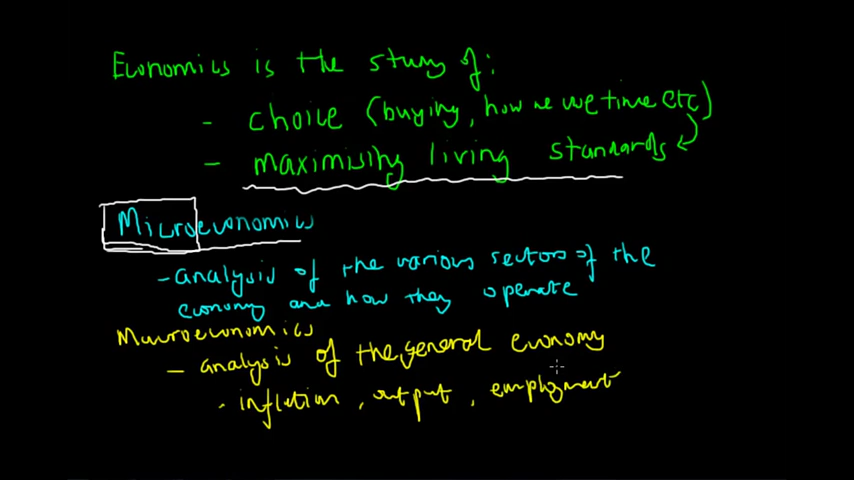 Economics is the study of:
- choice (buying, how we use time etc)
- maximising living standards
Microeconomics
- analysis of the various sectors of the
economy and how they operate
Macroeconomics
- analysis of the general economy
. inflation, output, employment